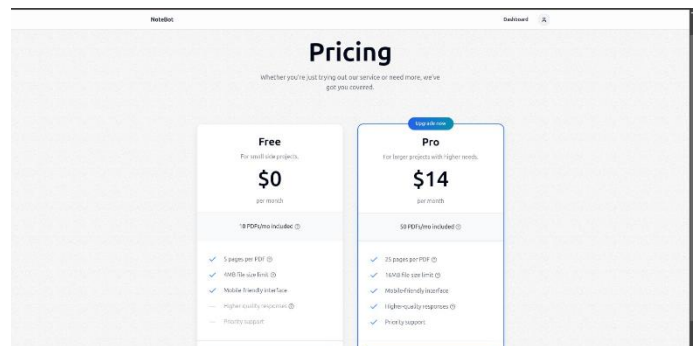 NoteBot
Dashboard
Pricing
Whether you're just trying out our service or need more, we've
got you covered.
Free
For small side projects.
$0
per month
10 PDFs/mo included
5 pages per PDF
4MB file size limit
Mobile-friendly interface
Higher-quality responses
Priority support
Upgrade now
Pro
For larger projects with higher needs.
$14
per month
50 PDFs/mo included
25 pages per PDF
16MB file size limit
Mobile-friendly interface
Higher-quality responses
Priority support